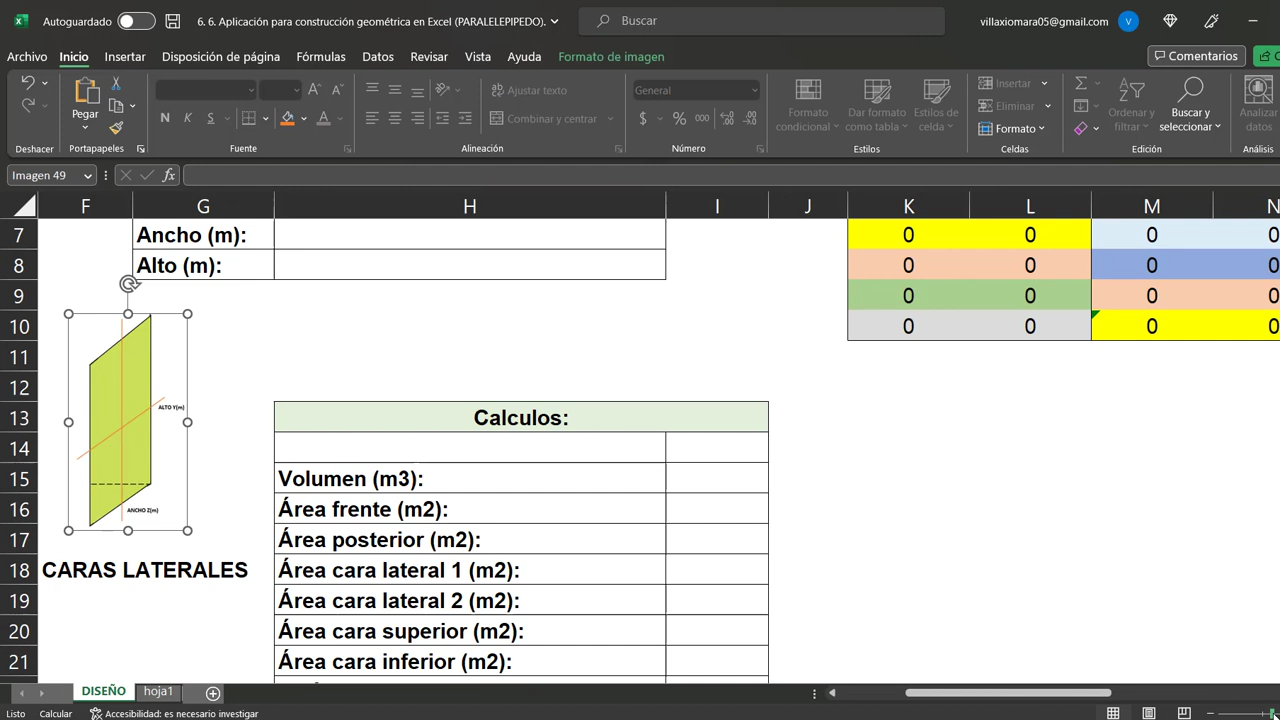 Autoguardado 6. 6. Aplicación para construcción geométrica en Excel (PARALELEPIPEDO). Buscar villaxiomara05@gmail.com V
Archivo Inicio Insertar Disposición de página Fórmulas Datos Revisar Vista Ayuda Formato de imagen Comentarios
Pegar N K S A Ajustar texto Combinar y centrar General $ % 000 Formato condicional Dar formato como tabla Estilos de celda Insertar Eliminar Formato Ordenar y filtrar Buscar y seleccionar Analizar datos
Deshacer Portapapeles Fuente Alineación Número Estilos Celdas Edición Análisis
Imagen 49 fx
F G H I J K L M N
7 Ancho (m): 0 0 0 0
8 Alto (m): 0 0 0 0
9 0 0 0 0
10 0 0 0 0
11
12
ALTO Y(m)
13 Calculos:
14
15 Volumen (m3):
16 ANCHO Z(m) Área frente (m2):
17 Área posterior (m2):
18 CARAS LATERALES Área cara lateral 1 (m2):
19 Área cara lateral 2 (m2):
20 Área cara superior (m2):
21 Área cara inferior (m2):
DISEÑO hoja1
Listo Calcular Accesibilidad: es necesario investigar